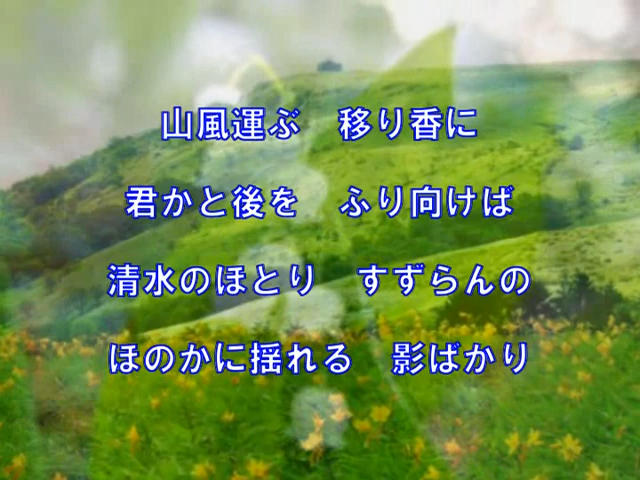 山風運ぶ　移り香に
君かと後を　ふり向けば
清水のほとり　すずらんの
ほのかに揺れる　影ばかり